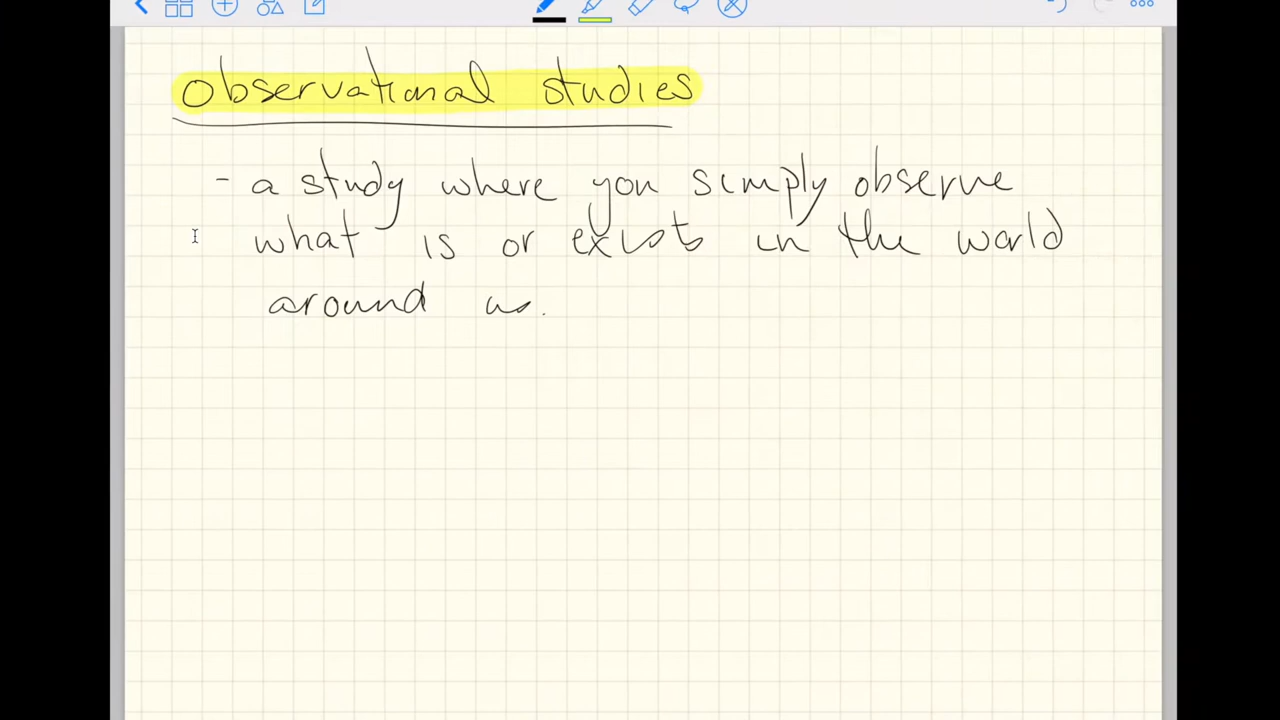 observational studies
- a study where you simply observe
what is or exists in the world
around us.